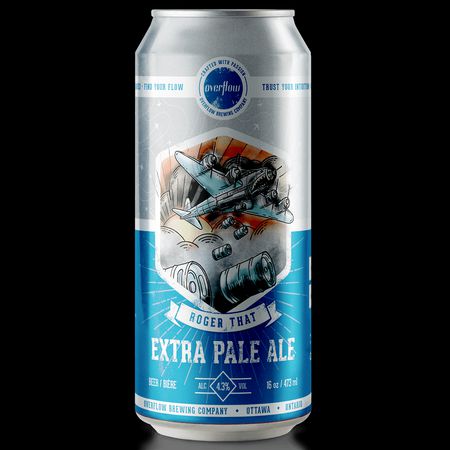 CRAFTED WITH PASSION
overflow
OVERFLOW BREWING COMPANY
• FIND YOUR FLOW
TRUST YOUR INTUITION
ROGER THAT
EXTRA PALE ALE
BEER / BIÈRE
ALC 4.3% VOL
16 oz / 473 ml
OVERFLOW BREWING COMPANY • OTTAWA • ONTARIO